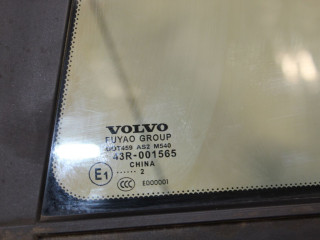 VOLVO
FUYAO GROUP
DOT459 AS2 M540
43R-001565
CHINA
...... 2
E1 CCC E000001